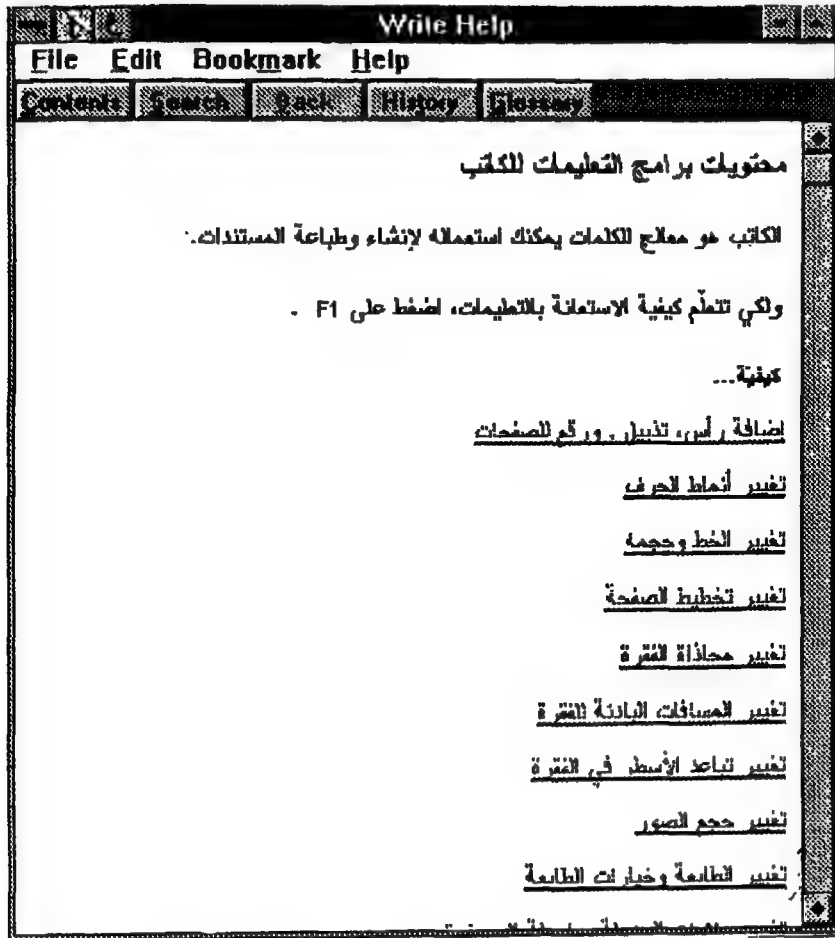 Write Help
File Edit Bookmark Help
Contents Search Back History Glossary
محتويات برامج التعليمات للكاتب
الكاتب هو معالج للكلمات يمكنك استعماله لإنشاء وطباعة المستندات.
ولكي تتعلّم كيفية الاستعانة بالتعليمات، اضغط على F1 .
كيفيّة...
اضافة رأس، تذييل , ورقم للصفحات
تغيير أنماط الحرف
تغيير الخط وحجمه
تغيير تخطيط الصفحة
تغيير محاذاة الفقرة
تغيير المسافات البادئة للفقرة
تغيير تباعد الأسطر في الفقرة
تغيير حجم الصور
تغيير الطابعة وخيارات الطابعة